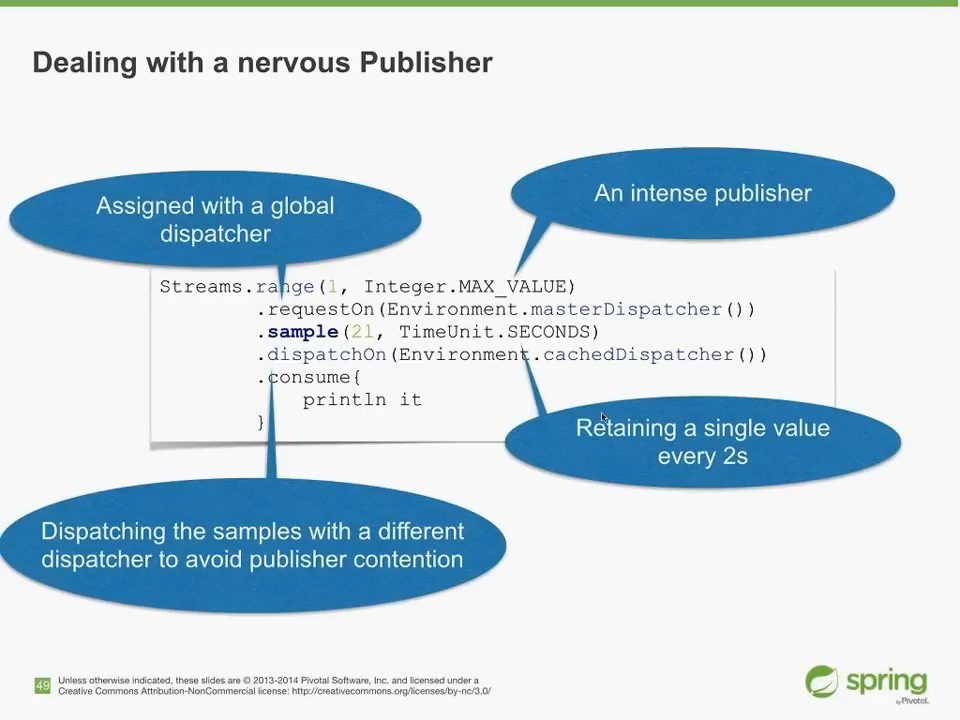 Dealing with a nervous Publisher
Assigned with a global
dispatcher
An intense publisher
Streams.range(1, Integer.MAX_VALUE)
.requestOn(Environment.masterDispatcher())
.sample(2l, TimeUnit.SECONDS)
.dispatchOn(Environment.cachedDispatcher())
.consume{
println it
}
Retaining a single value
every 2s
Dispatching the samples with a different
dispatcher to avoid publisher contention
49
Unless otherwise indicated, these slides are © 2013-2014 Pivotal Software, Inc. and licensed under a
Creative Commons Attribution-NonCommercial license: http://creativecommons.org/licenses/by-nc/3.0/
spring
by Pivotal.